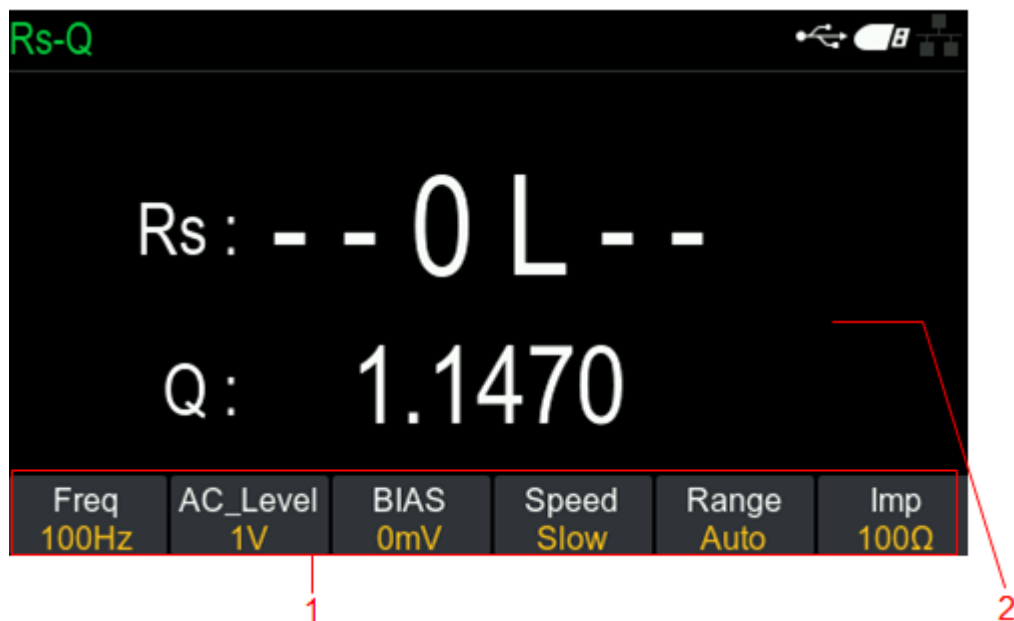 Rs-Q
Rs : - - 0 L - -
Q : 1.1470
Freq AC_Level BIAS Speed Range Imp
100Hz 1V 0mV Slow Auto 100Ω
1
2